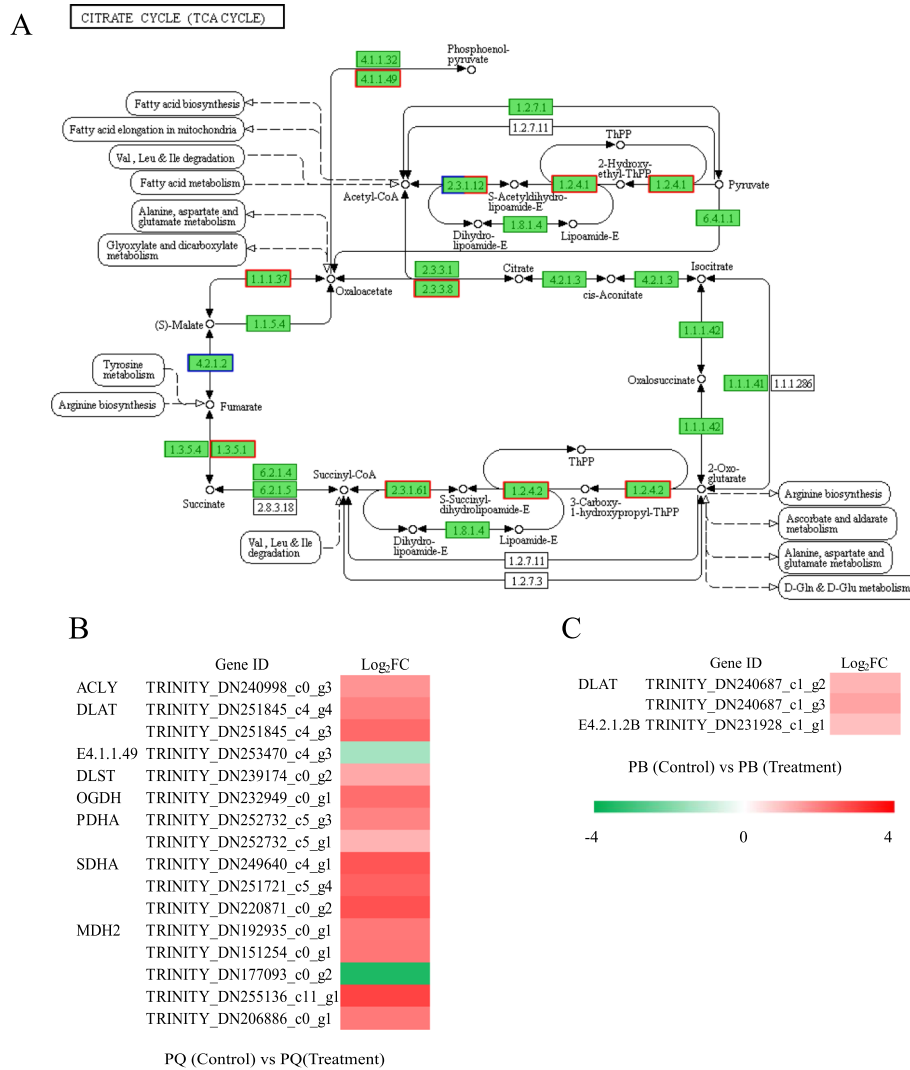 A
CITRATE CYCLE (TCA CYCLE)
Phosphoenol-
pyruvate
4.1.1.32
4.1.1.49
Fatty acid biosynthesis
Fatty acid elongation in mitochondria
Val, Leu & Ile degradation
Fatty acid metabolism
Alanine, aspartate and
glutamate metabolism
Glyoxylate and dicarboxylate
metabolism
1.2.7.1
1.2.7.11
ThPP
2-Hydroxy-
ethyl-ThPP
Acetyl-CoA
2.3.1.12
S-Acetyldihydro-
lipoamide-E
1.2.4.1
1.2.4.1
Pyruvate
Dihydro-
lipoamide-E
1.8.1.4
Lipoamide-E
6.4.1.1
1.1.1.37
Oxaloacetate
2.3.3.1
2.3.3.8
Citrate
4.2.1.3
cis-Aconitate
4.2.1.3
Isocitrate
(S)-Malate
1.1.5.4
1.1.1.42
4.2.1.2
Tyrosine
metabolism
Arginine biosynthesis
Fumarate
Oxalosuccinate
1.1.1.41
1.1.1.286
1.1.1.42
1.3.5.4
1.3.5.1
ThPP
6.2.1.4
6.2.1.5
2.8.3.18
Succinate
Succinyl-CoA
2.3.1.61
S-Succinyl-
dihydrolipoamide-E
1.2.4.2
3-Carboxy-
1-hydroxypropyl-ThPP
1.2.4.2
2-Oxo-
glutarate
Val, Leu & Ile
degradation
Dihydro-
lipoamide-E
1.8.1.4
Lipoamide-E
1.2.7.11
1.2.7.3
Arginine biosynthesis
Ascorbate and aldarate
metabolism
Alanine, aspartate and
glutamate metabolism
D-Gln & D-Glu metabolism
B
Gene ID Log2FC
ACLY TRINITY_DN240998_c0_g3
DLAT TRINITY_DN251845_c4_g4
TRINITY_DN251845_c4_g3
E4.1.1.49 TRINITY_DN253470_c4_g3
DLST TRINITY_DN239174_c0_g2
OGDH TRINITY_DN232949_c0_g1
PDHA TRINITY_DN252732_c5_g3
TRINITY_DN252732_c5_g1
SDHA TRINITY_DN249640_c4_g1
TRINITY_DN251721_c5_g4
TRINITY_DN220871_c0_g2
MDH2 TRINITY_DN192935_c0_g1
TRINITY_DN151254_c0_g1
TRINITY_DN177093_c0_g2
TRINITY_DN255136_c11_g1
TRINITY_DN206886_c0_g1
PQ (Control) vs PQ(Treatment)
C
Gene ID Log2FC
DLAT TRINITY_DN240687_c1_g2
TRINITY_DN240687_c1_g3
E4.2.1.2B TRINITY_DN231928_c1_g1
PB (Control) vs PB (Treatment)
-4 0 4